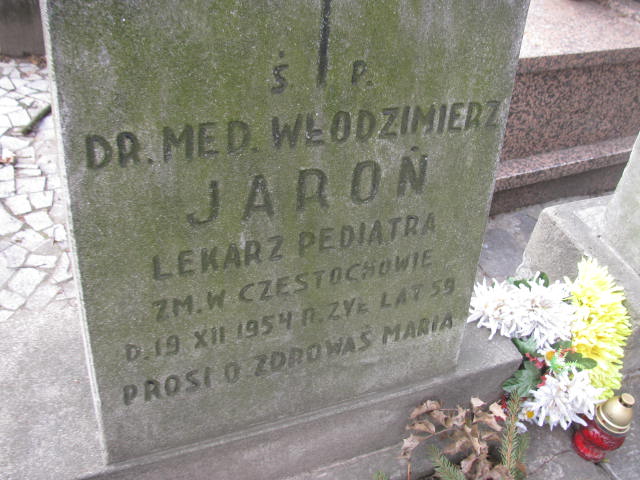 Ś P.
DR. MED. WŁODZIMIERZ
JAROŃ
LEKARZ PEDIATRA
ZM. W CZESTOCHOWIE
D. 19 XII 1954 R. ŻYŁ LAT 59
PROSI O ZDROWAŚ MARIA